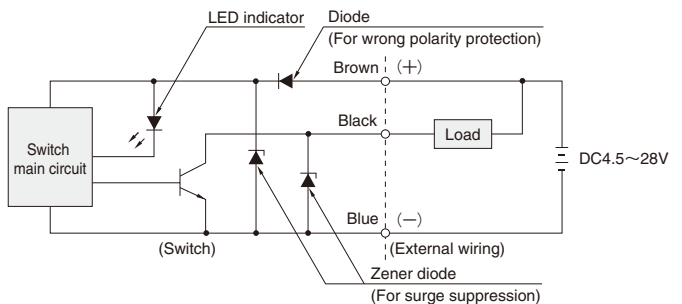 LED indicator
Diode
(For wrong polarity protection)
Brown
(+)
Black
Load
Switch
main circuit
DC4.5～28V
Blue
(—)
(Switch)
(External wiring)
Zener diode
(For surge suppression)